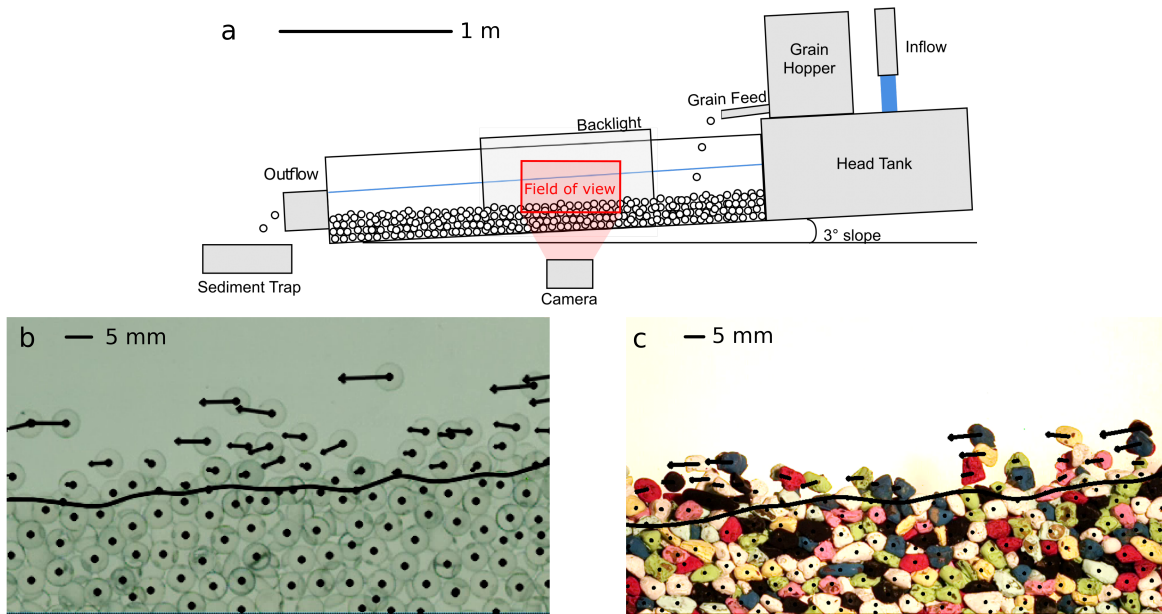 a
1 m
Grain
Hopper
Inflow
Grain Feed
Backlight
Head Tank
Outflow
Field of view
3° slope
Sediment Trap
Camera
b
5 mm
c
5 mm